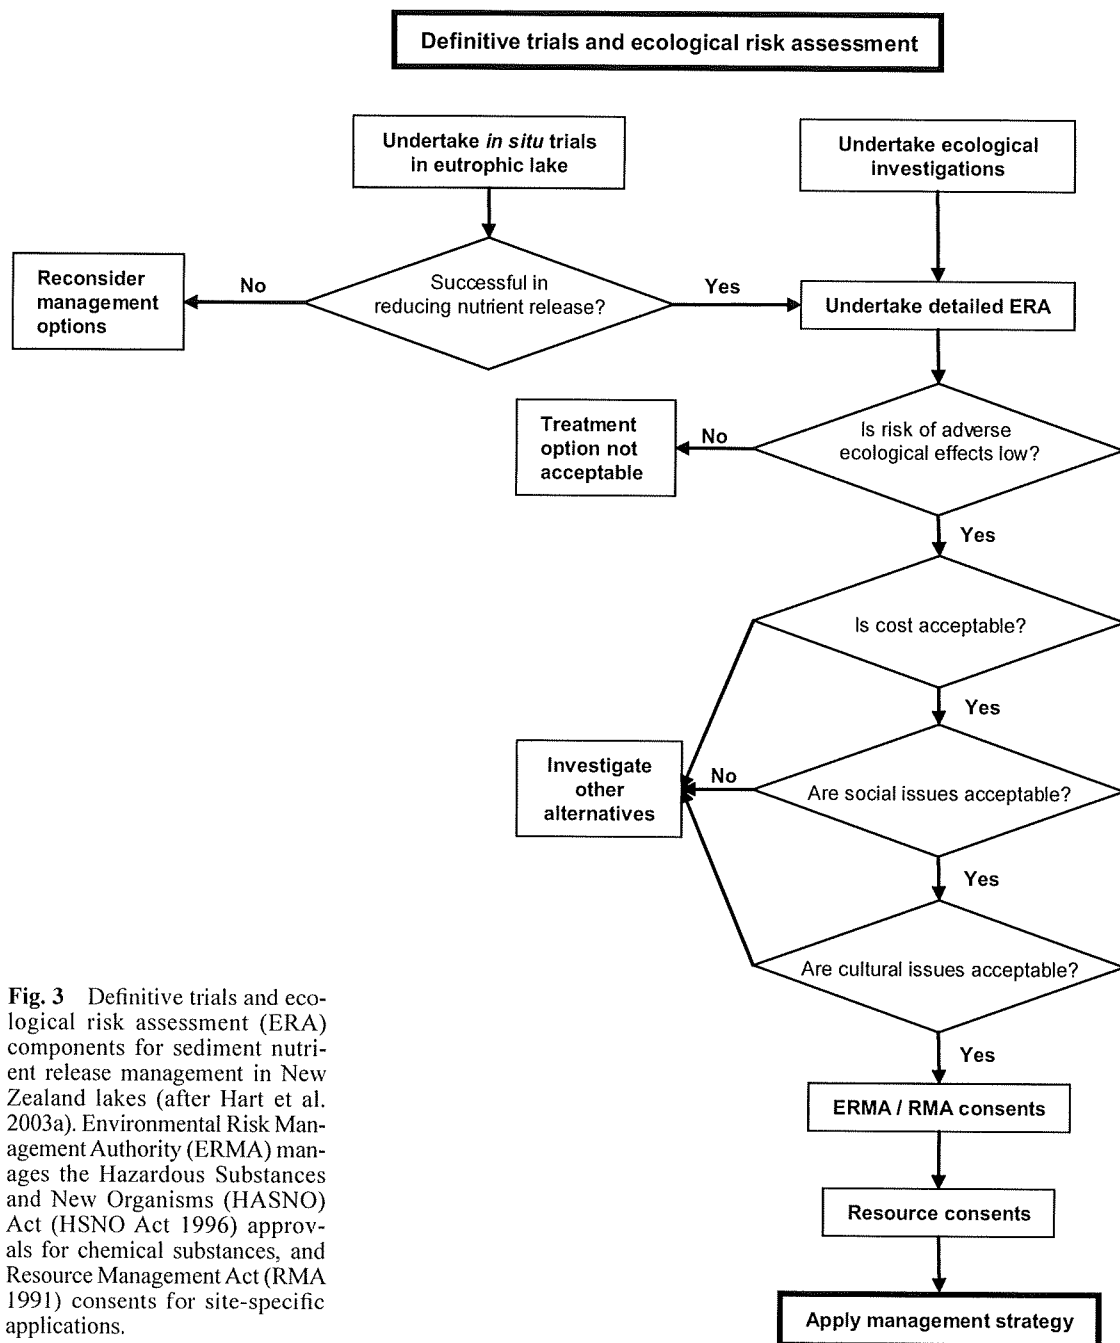 Definitive trials and ecological risk assessment
Undertake in situ trials
in eutrophic lake
Undertake ecological
investigations
Reconsider
management
options
No
Successful in
reducing nutrient release?
Yes
Undertake detailed ERA
Treatment
option not
acceptable
No
Is risk of adverse
ecological effects low?
Yes
Is cost acceptable?
Yes
Investigate
other
alternatives
No
Are social issues acceptable?
Yes
Are cultural issues acceptable?
Yes
ERMA / RMA consents
Resource consents
Apply management strategy
Fig. 3 Definitive trials and eco-
logical risk assessment (ERA)
components for sediment nutri-
ent release management in New
Zealand lakes (after Hart et al.
2003a). Environmental Risk Man-
agement Authority (ERMA) man-
ages the Hazardous Substances
and New Organisms (HASNO)
Act (HSNO Act 1996) approv-
als for chemical substances, and
Resource Management Act (RMA
1991) consents for site-specific
applications.